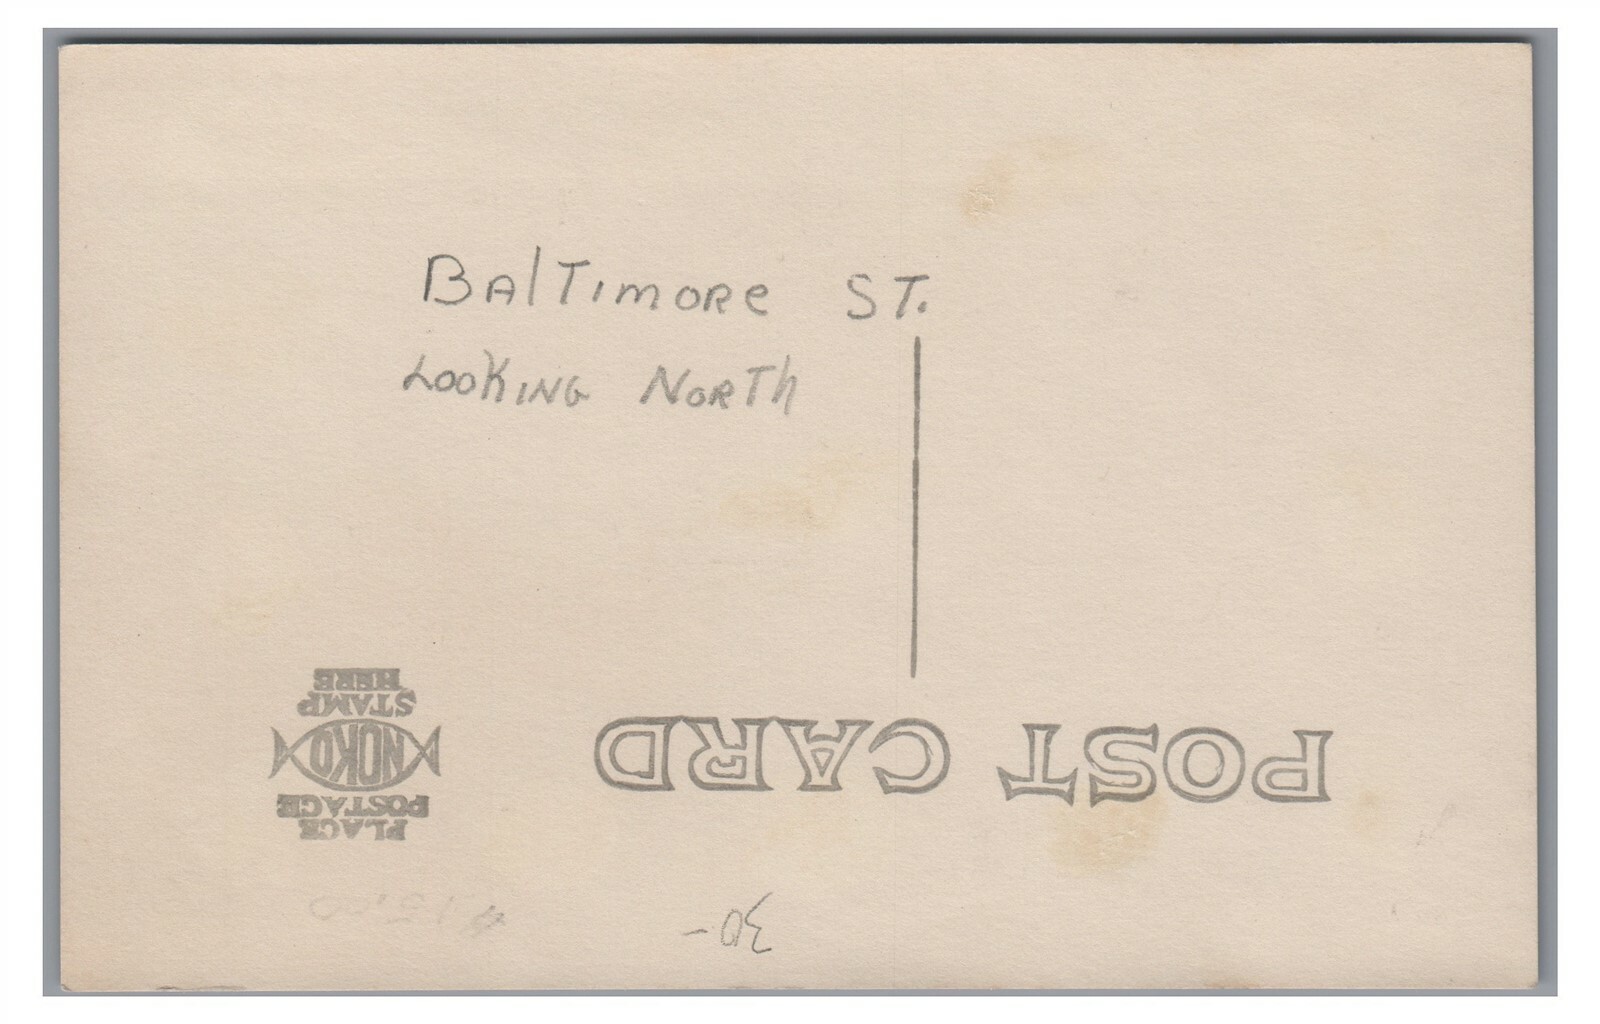 Baltimore St.
Looking North
POST CARD
PLACE
POSTAGE
NOKO
STAMP
HERE
30-